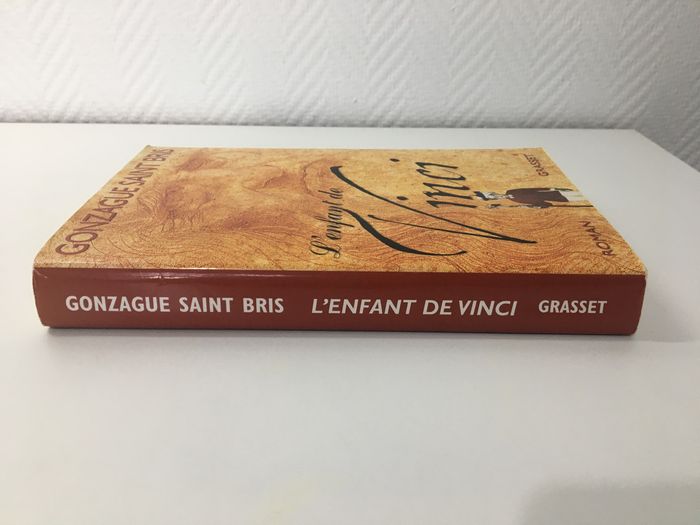 GONZAGUE SAINT BRIS
L'enfant de
Vinci
GRASSET
ROMAN
GONZAGUE SAINT BRIS L'ENFANT DE VINCI GRASSET